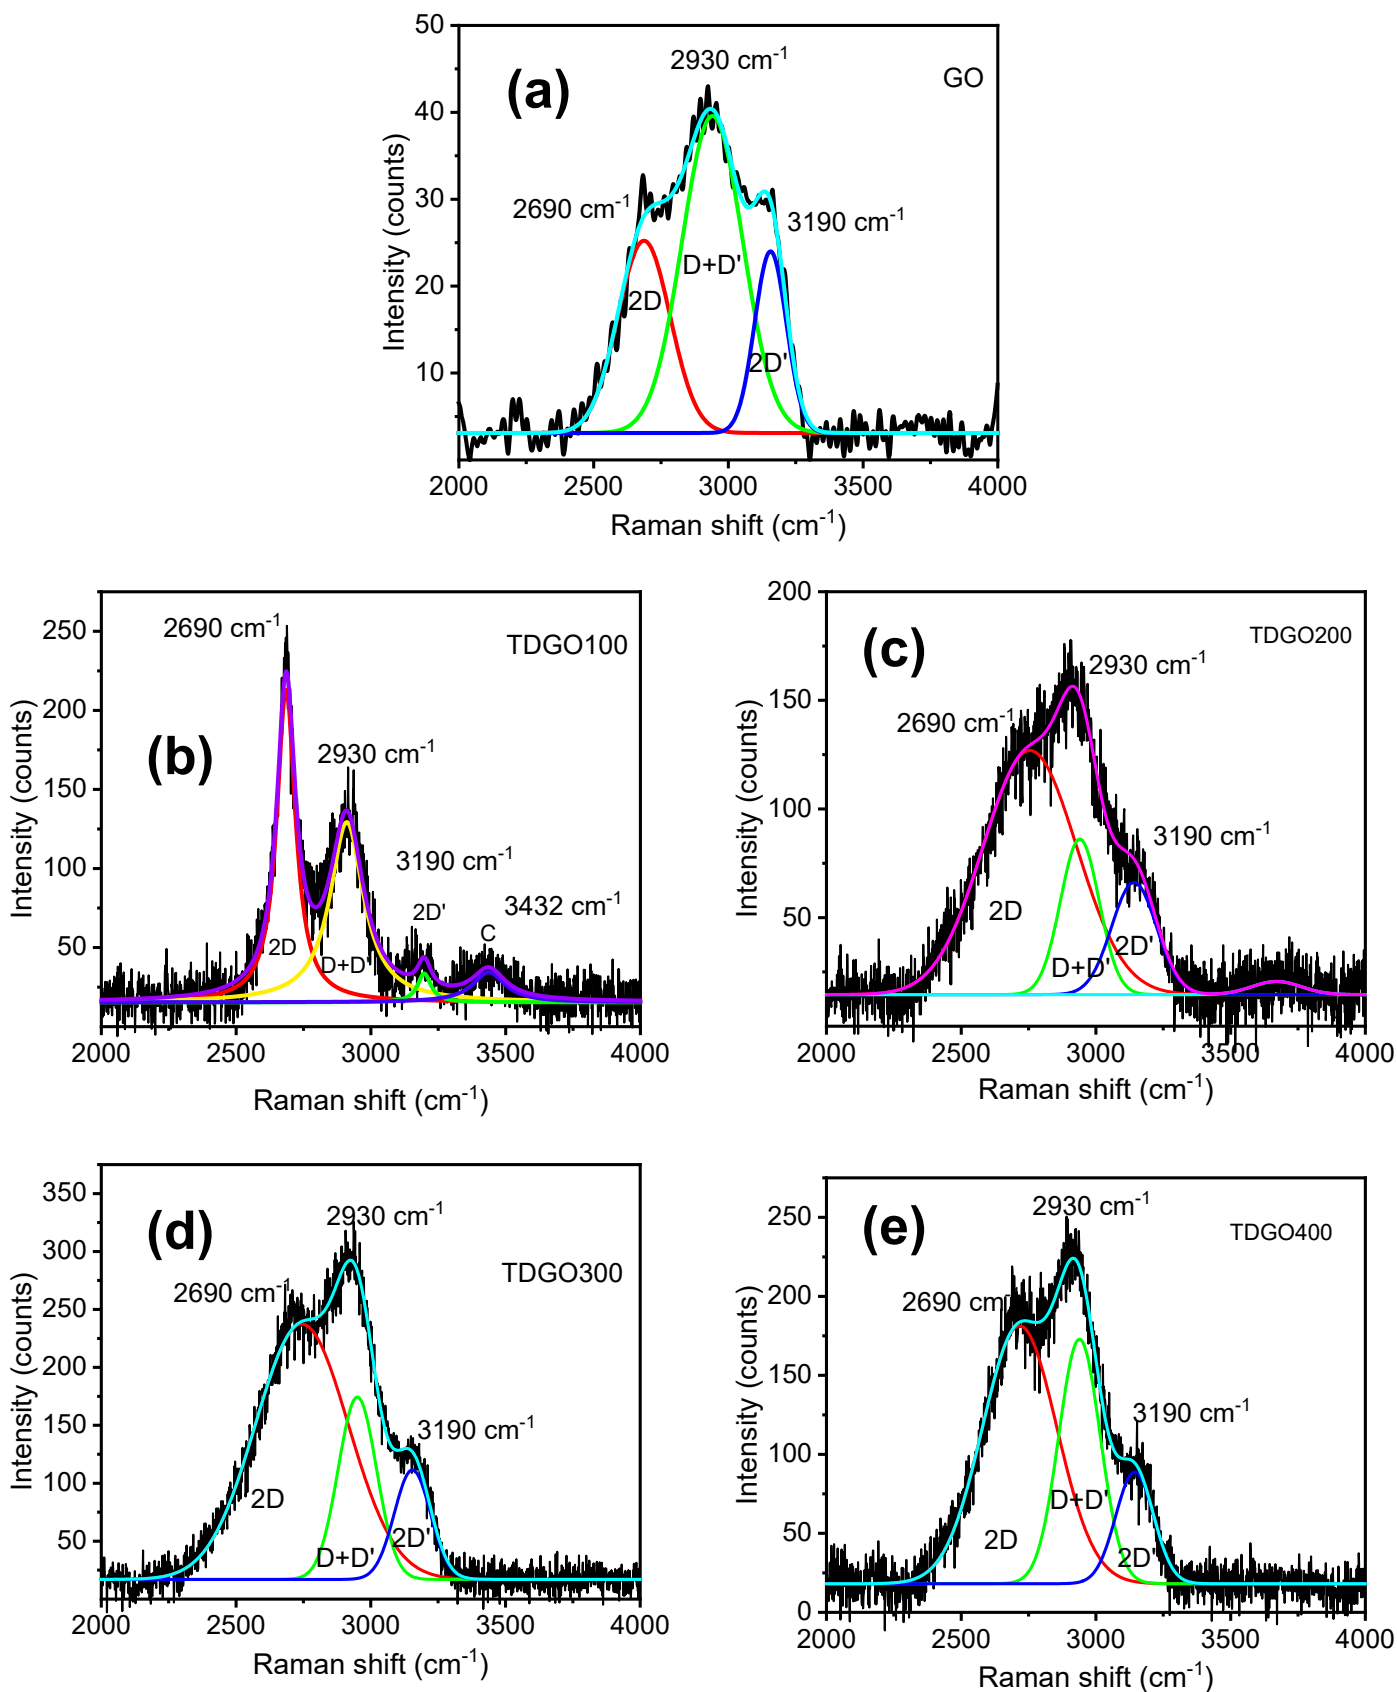 (a)
GO
2930 cm⁻¹
2690 cm⁻¹
3190 cm⁻¹
2D
D+D'
2D'
Intensity (counts)
50
40
30
20
10
2000 2500 3000 3500 4000
Raman shift (cm⁻¹)
(b)
TDGO100
2690 cm⁻¹
2930 cm⁻¹
3190 cm⁻¹
3432 cm⁻¹
2D
D+D'
2D'
C
Intensity (counts)
250
200
150
100
50
2000 2500 3000 3500 4000
Raman shift (cm⁻¹)
(c)
TDGO200
2930 cm⁻¹
2690 cm⁻¹
3190 cm⁻¹
2D
D+D'
2D'
Intensity (counts)
200
150
100
50
2000 2500 3000 3500 4000
Raman shift (cm⁻¹)
(d)
TDGO300
2930 cm⁻¹
2690 cm⁻¹
3190 cm⁻¹
2D
D+D'
2D'
Intensity (counts)
350
300
250
200
150
100
50
2000 2500 3000 3500 4000
Raman shift (cm⁻¹)
(e)
TDGO400
2930 cm⁻¹
2690 cm⁻¹
3190 cm⁻¹
2D
D+D'
2D'
Intensity (counts)
250
200
150
100
50
0
2000 2500 3000 3500 4000
Raman shift (cm⁻¹)